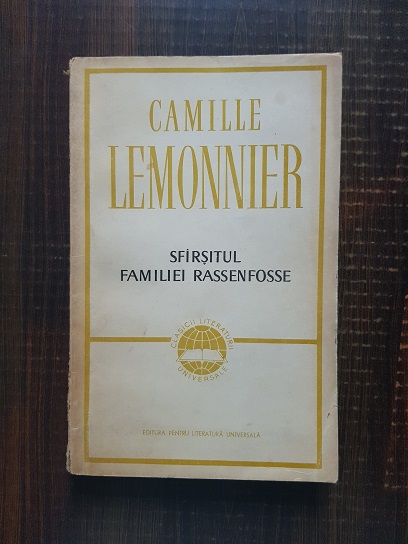 CAMILLE
LEMONNIER
SFÎRȘITUL
FAMILIEI RASSENFOSSE
CLASICII LITERATURII
UNIVERSALE
EDITURA PENTRU LITERATURĂ UNIVERSALĂ